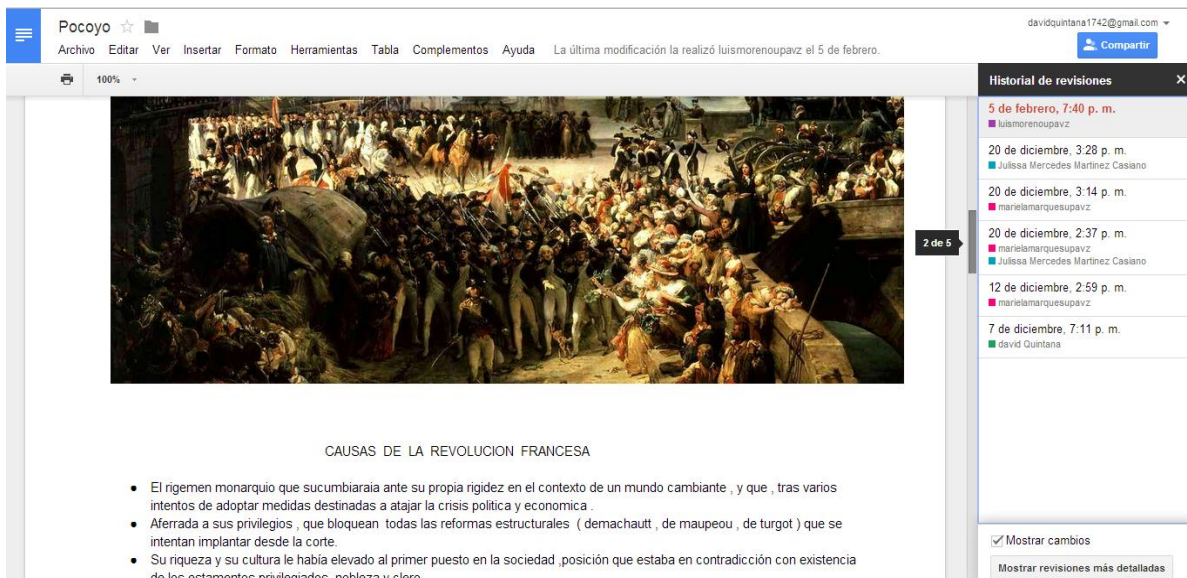 Pocoyo
davidquintana1742@gmail.com
Archivo Editar Ver Insertar Formato Herramientas Tabla Complementos Ayuda La última modificación la realizó luismorenoupavz el 5 de febrero.
Compartir
100%
Historial de revisiones
5 de febrero, 7:40 p. m.
luismorenoupavz
20 de diciembre, 3:28 p. m.
Julissa Mercedes Martinez Casiano
20 de diciembre, 3:14 p. m.
marielamarquesupavz
20 de diciembre, 2:37 p. m.
marielamarquesupavz
Julissa Mercedes Martinez Casiano
12 de diciembre, 2:59 p. m.
marielamarquesupavz
7 de diciembre, 7:11 p. m.
david Quintana
2 de 5
CAUSAS DE LA REVOLUCION FRANCESA
● El rigemen monarquio que sucumbiaraia ante su propia rigidez en el contexto de un mundo cambiante , y que , tras varios
intentos de adoptar medidas destinadas a atajar la crisis politica y economica .
● Aferrada a sus privilegios , que bloquean todas las reformas estructurales ( demachautt , de maupeou , de turgot ) que se
intentan implantar desde la corte.
● Su riqueza y su cultura le había elevado al primer puesto en la sociedad ,posición que estaba en contradicción con existencia
de los estamentos privilegiados, nobleza y clero
Mostrar cambios
Mostrar revisiones más detalladas